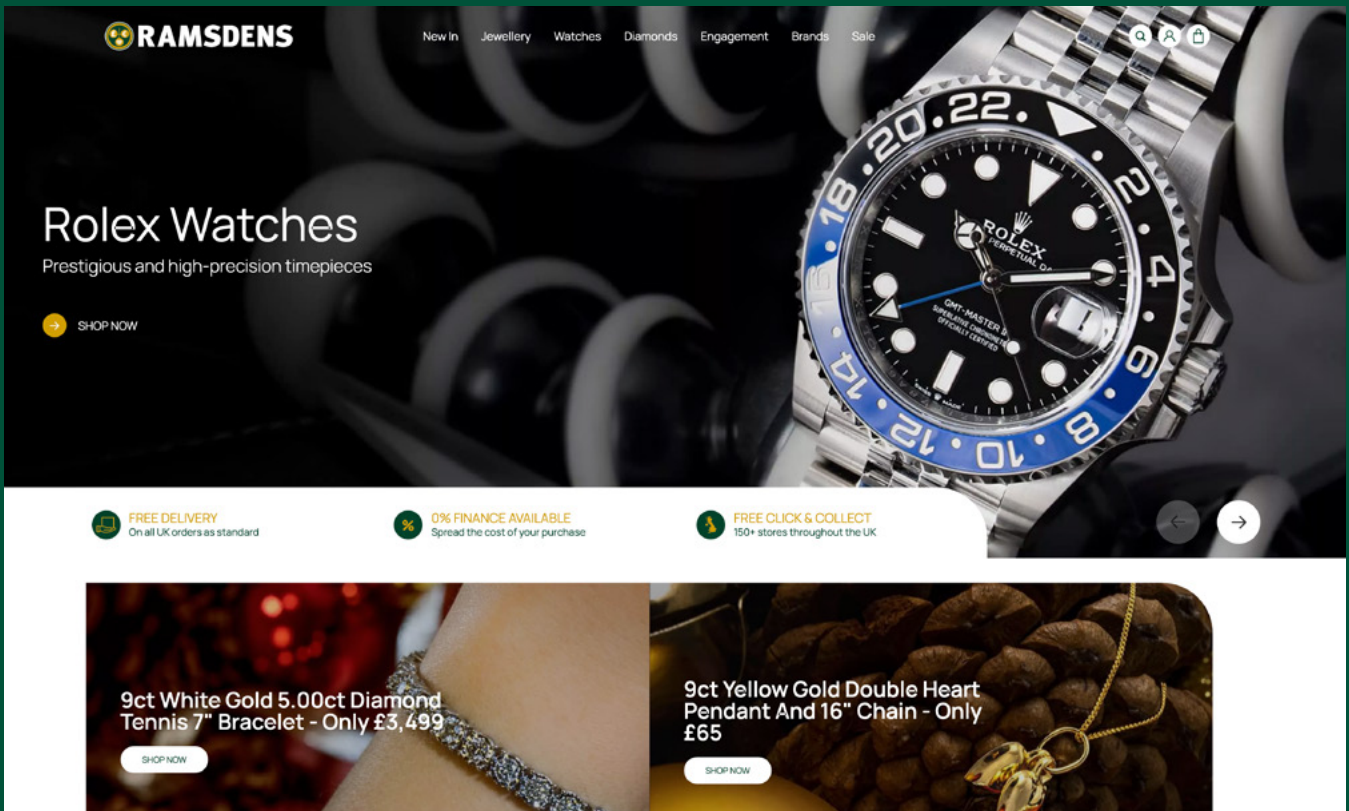 RAMSDENS
New In
Jewellery
Watches
Diamonds
Engagement
Brands
Sale
Rolex Watches
Prestigious and high-precision timepieces
SHOP NOW
22
2
4
6
8
10
12
14
16
18
20
ROLEX
PERPETUAL
GMT-MASTER
SUPERLATIVE CHRONOMETER
OFFICIALLY CERTIFIED
FREE DELIVERY
On all UK orders as standard
%
0% FINANCE AVAILABLE
Spread the cost of your purchase
FREE CLICK & COLLECT
150+ stores throughout the UK
9ct White Gold 5.00ct Diamond
Tennis 7" Bracelet - Only £3,499
SHOP NOW
9ct Yellow Gold Double Heart
Pendant And 16" Chain - Only
£65
SHOP NOW